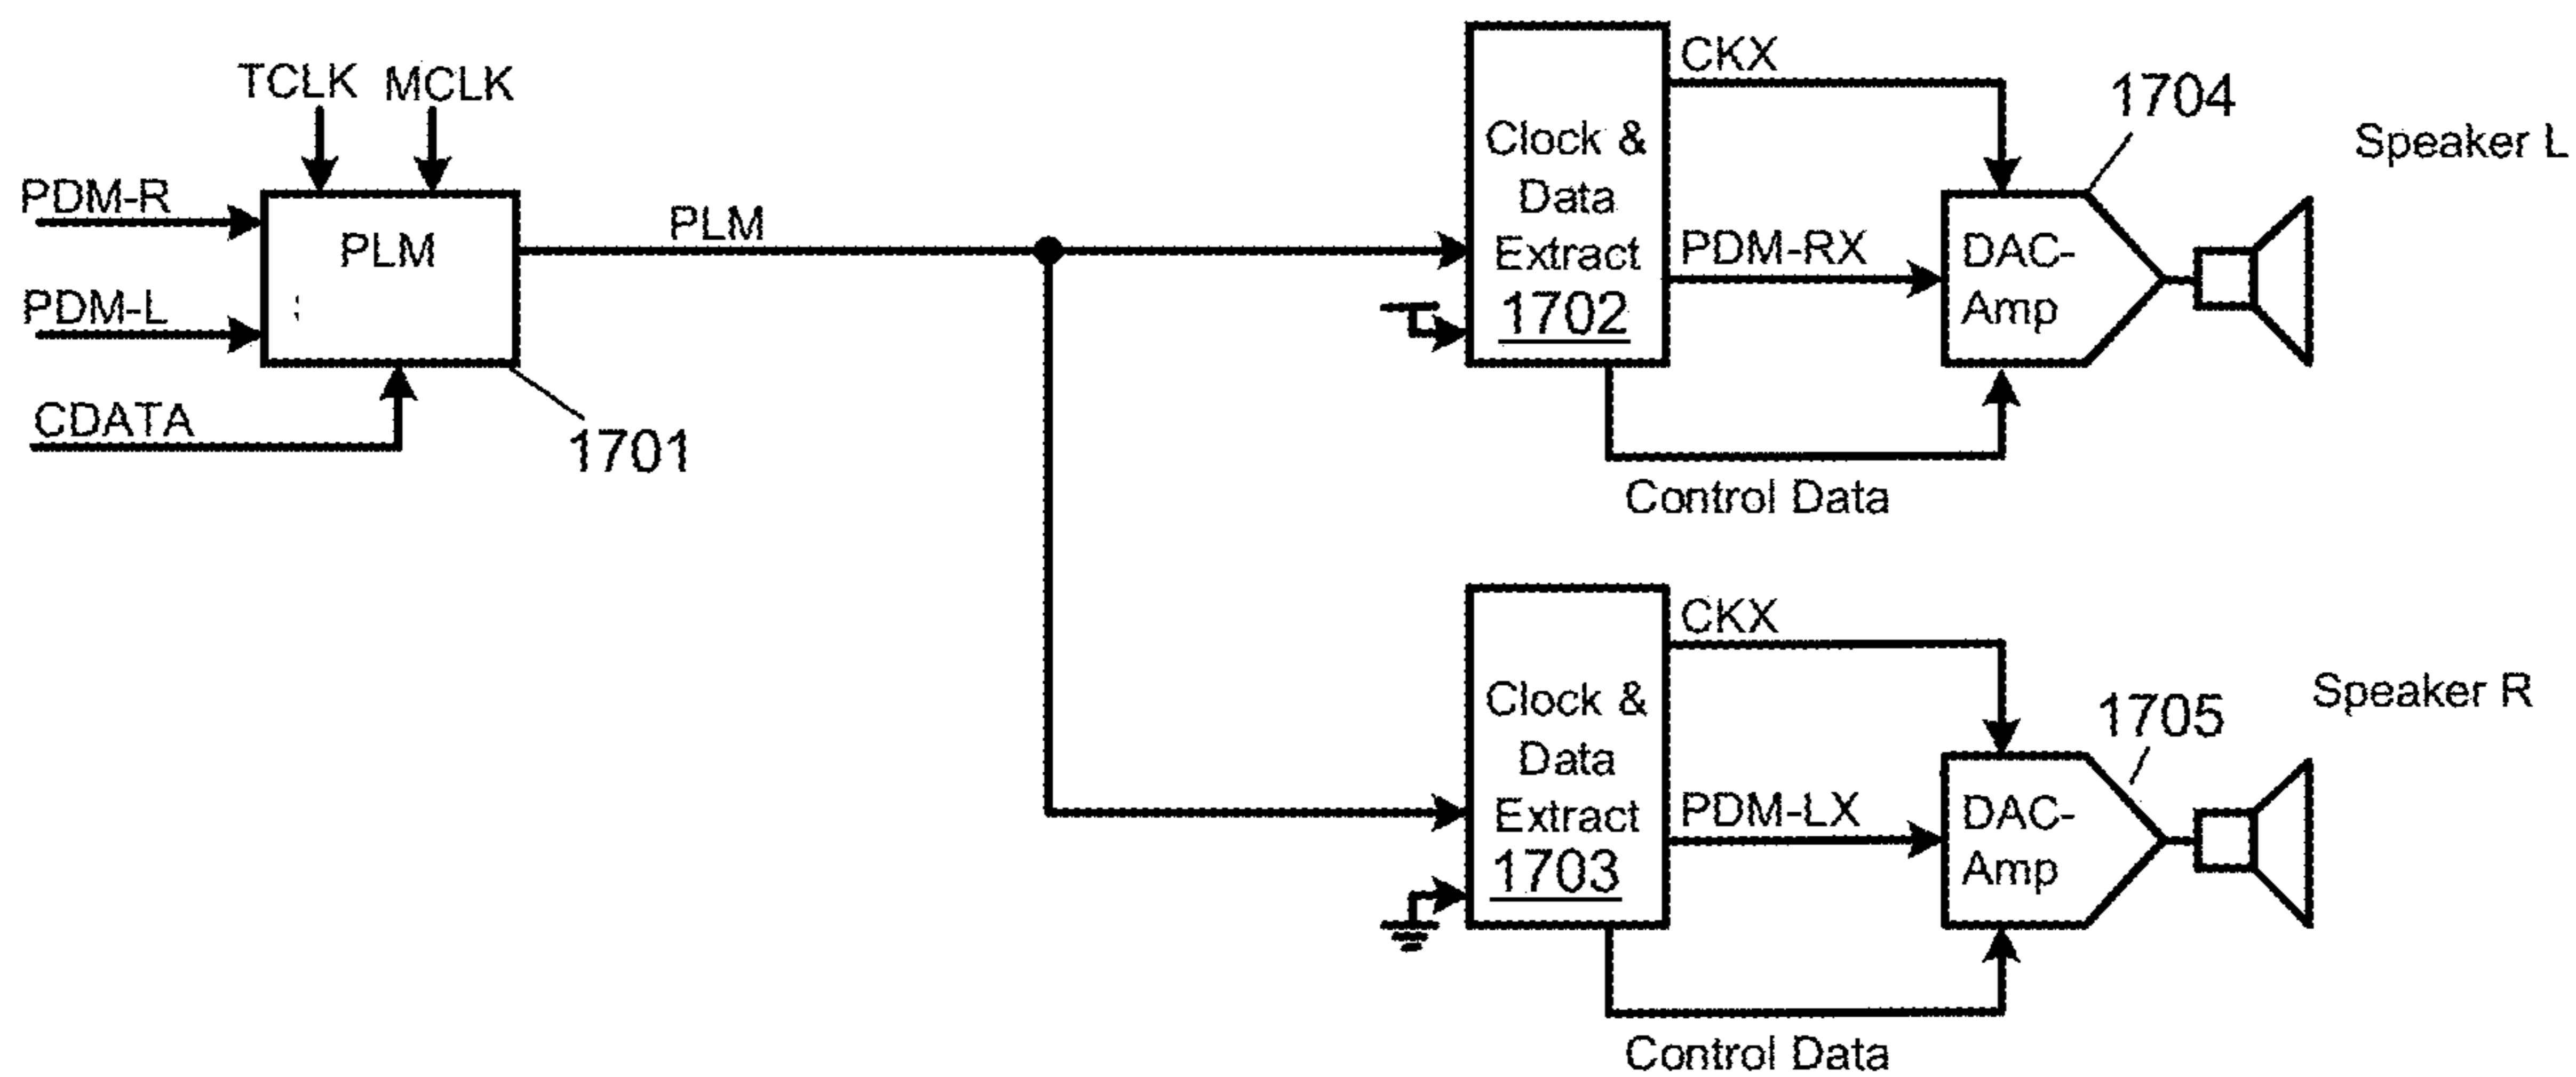 TCLK MCLK
PDM-R
PDM-L
CDATA
PLM
1701
PLM
Clock &
Data
Extract
1702
CKX
PDM-RX
Control Data
1704
DAC-
Amp
Speaker L
Clock &
Data
Extract
1703
CKX
PDM-LX
Control Data
1705
DAC-
Amp
Speaker R